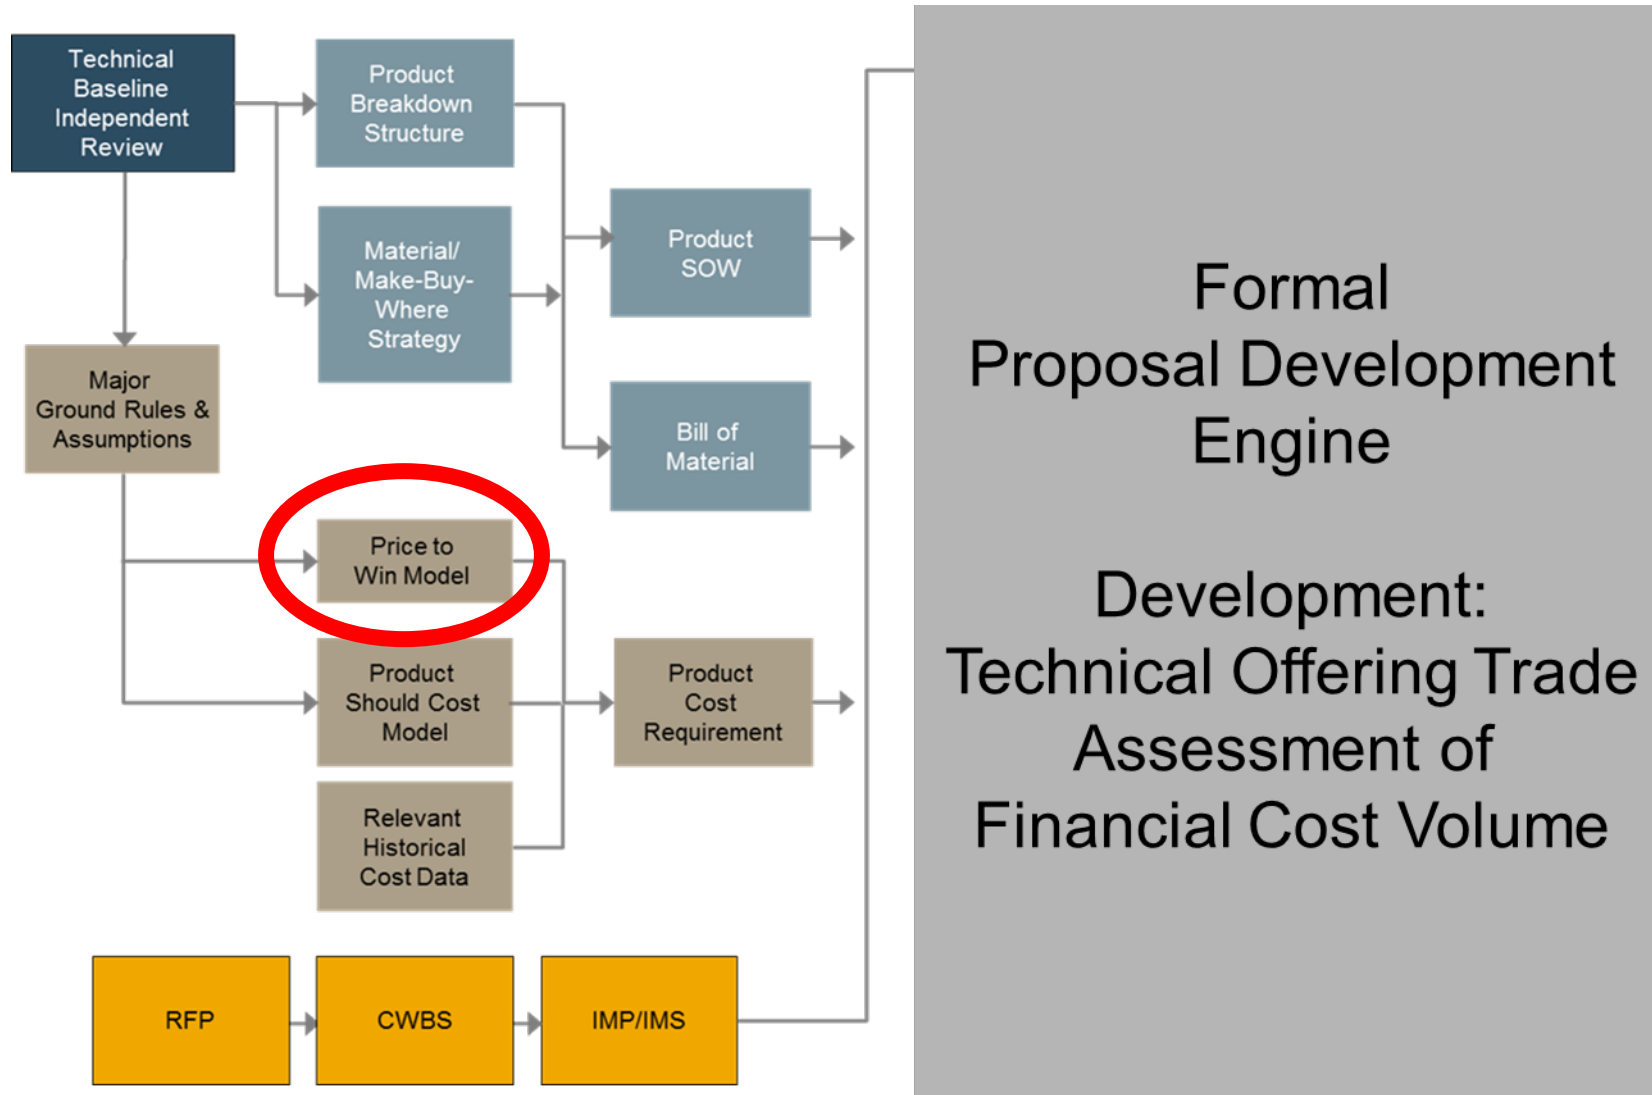 Technical
Baseline
Independent
Review
Product
Breakdown
Structure
Material/
Make-Buy-
Where
Strategy
Product
SOW
Major
Ground Rules &
Assumptions
Bill of
Material
Price to
Win Model
Product
Should Cost
Model
Product
Cost
Requirement
Relevant
Historical
Cost Data
RFP
CWBS
IMP/IMS
Formal
Proposal Development
Engine
Development:
Technical Offering Trade
Assessment of
Financial Cost Volume